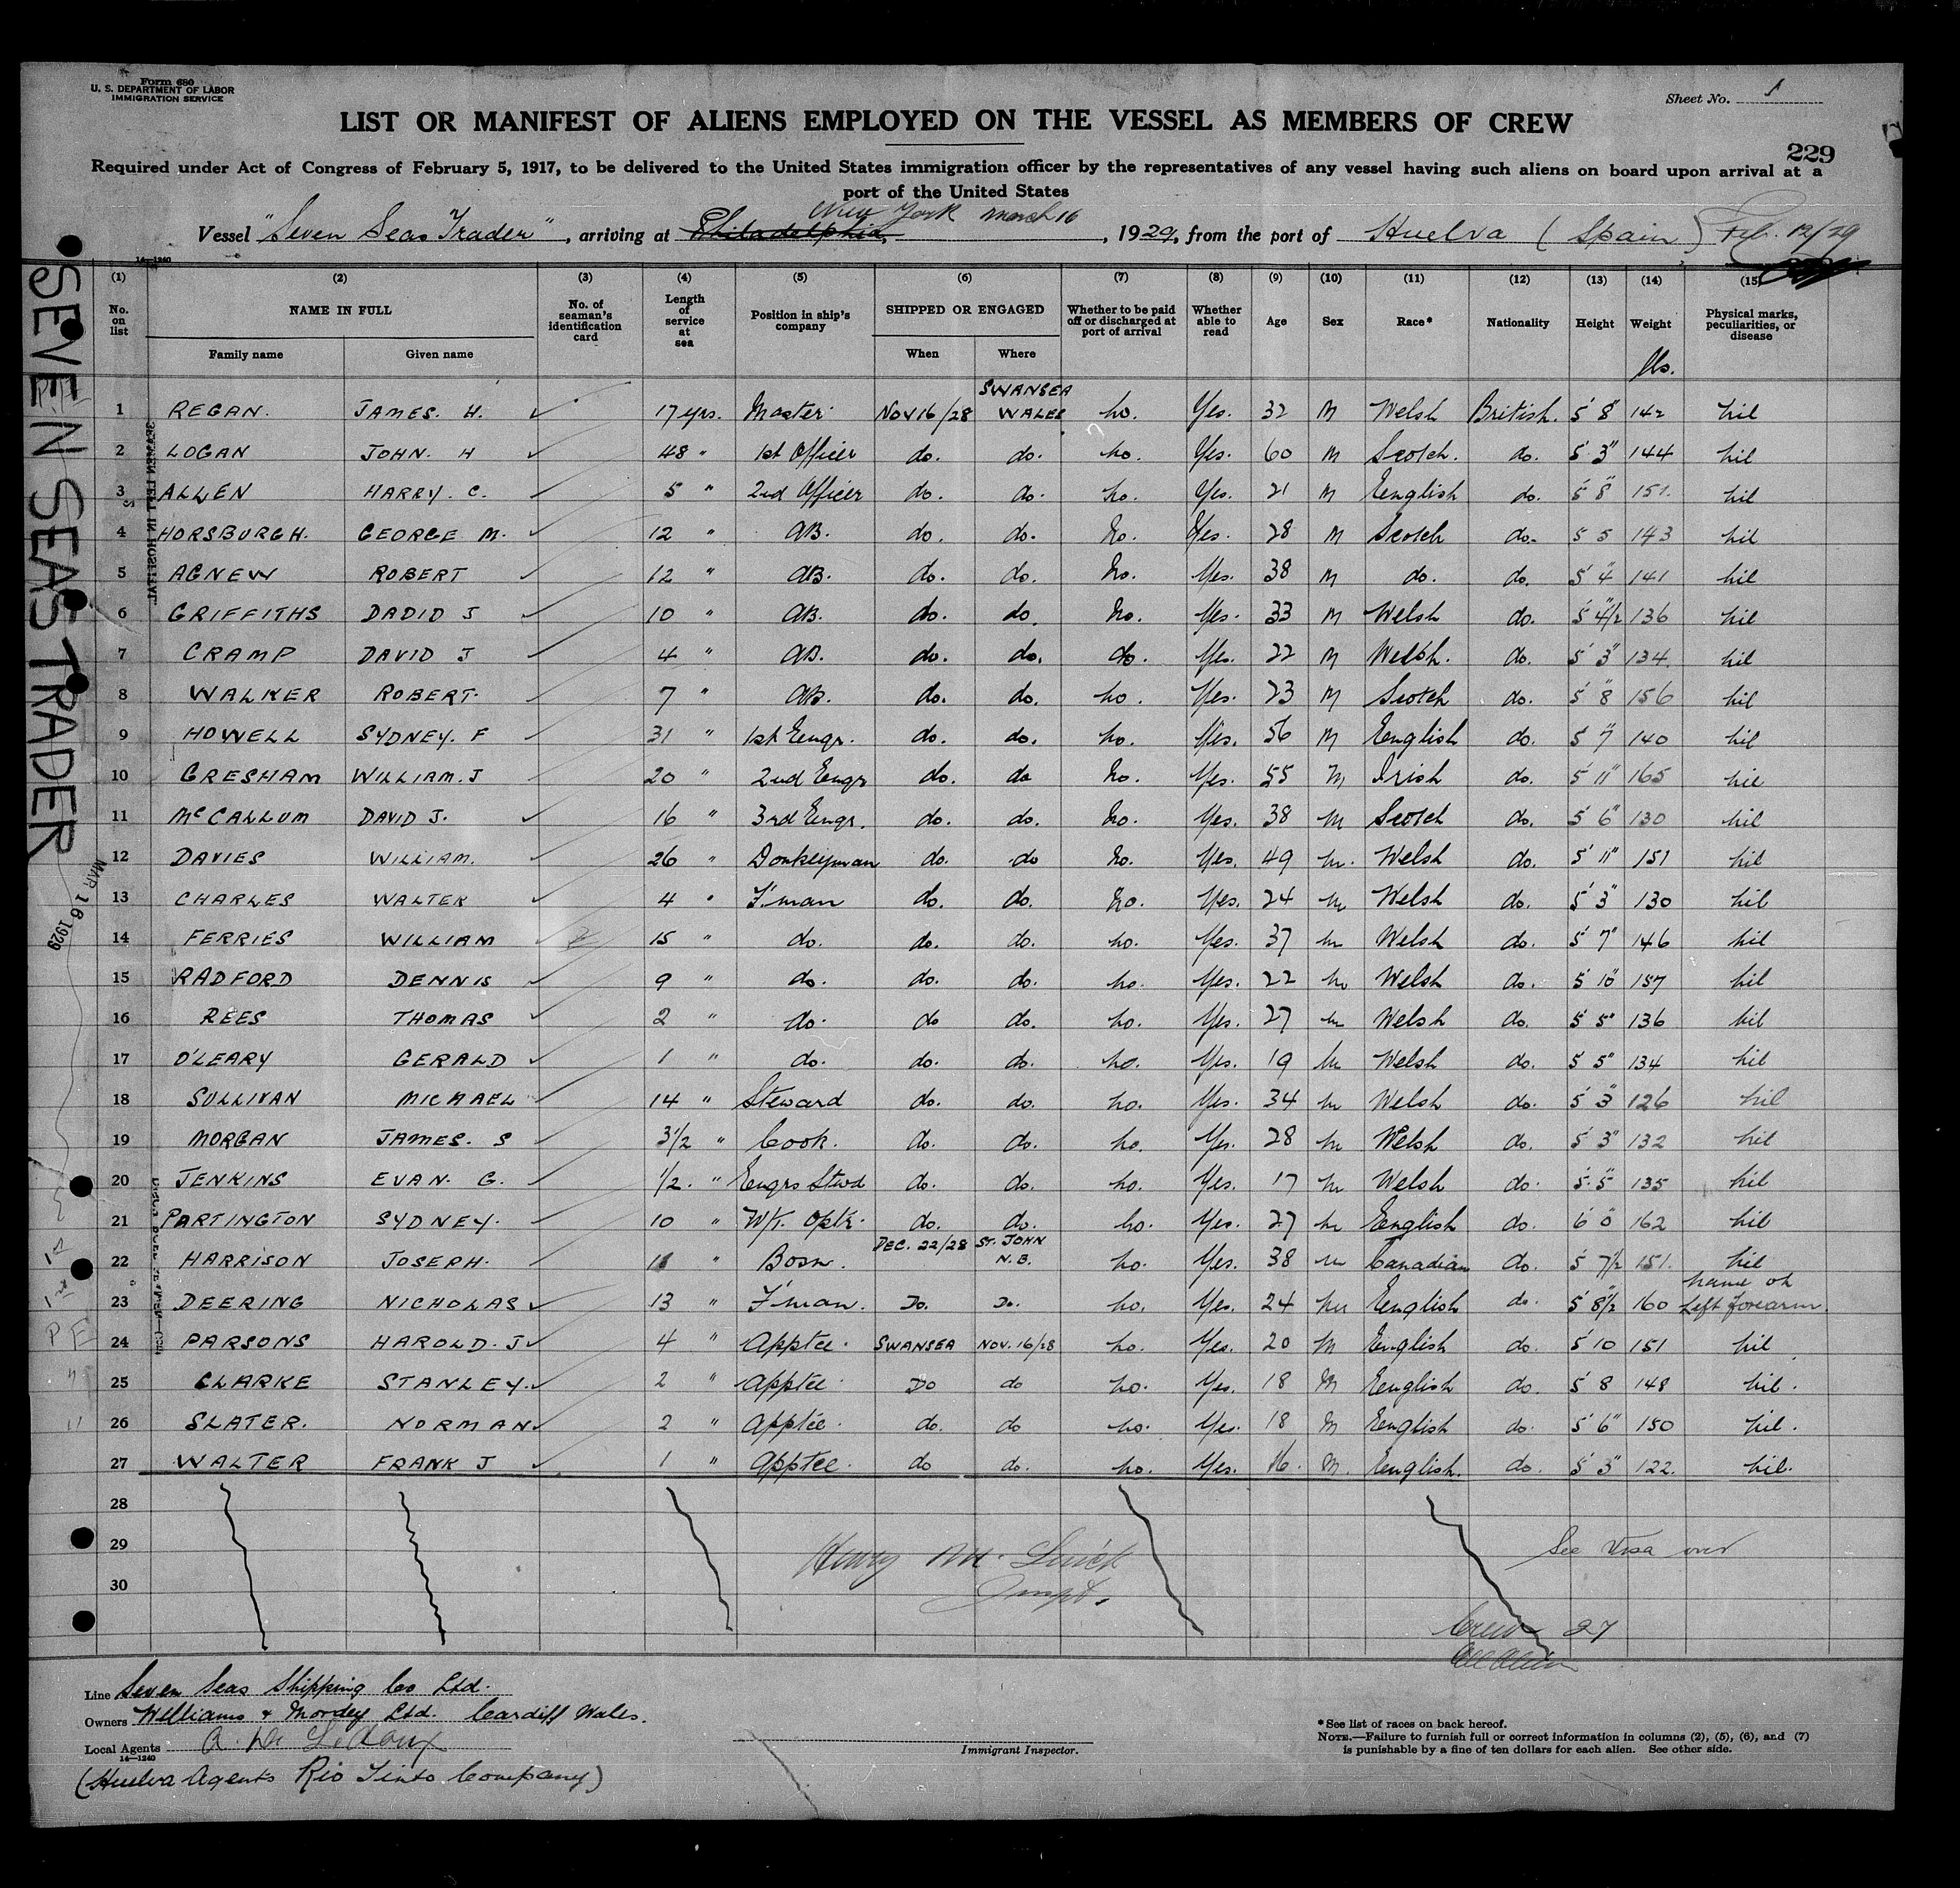 Form 680
U. S. DEPARTMENT OF LABOR
IMMIGRATION SERVICE
Sheet No. 1
LIST OR MANIFEST OF ALIENS EMPLOYED ON THE VESSEL AS MEMBERS OF CREW
229
Required under Act of Congress of February 5, 1917, to be delivered to the United States immigration officer by the representatives of any vessel having such aliens on board upon arrival at a
port of the United States
New York March 16
Vessel "Seven Seas Trader", arriving at Philadelphia, 1929, from the port of Huelva (Spain) Feb. 12/29
14—1240
(1) (2) (3) (4) (5) (6) (7) (8) (9) (10) (11) (12) (13) (14) (15)
No. on list NAME IN FULL No. of seaman's identification card Length of service at sea Position in ship's company SHIPPED OR ENGAGED Whether to be paid off or discharged at port of arrival Whether able to read Age Sex Race* Nationality Height Weight Physical marks, peculiarities, or disease
Family name Given name When Where lbs.
1 REGAN. JAMES. H. 17 yrs. Master Nov 16/28 SWANSEA WALES No. Yes. 32 M Welsh British. 5' 8" 142 Nil
2 LOGAN JOHN. H 48 " 1st Officer do. do. No. Yes. 60 M Scotch. do. 5' 3" 144 Nil
3 ALLEN HARRY. C. 5 " 2nd Officer do. do. No. Yes. 21 M English do. 5' 8" 151. Nil
4 HORSBURGH. GEORGE M. 12 " AB. do. do. No. Yes. 28 M Scotch do. 5 5 143 Nil
5 AGNEW ROBERT 12 " AB. do. do. No. Yes. 38 M do. do. 5' 4" 141 Nil
6 GRIFFITHS DADID J 10 " AB. do. do. No. Yes. 33 M Welsh do. 5' 4"/2 136 Nil
7 CRAMP DAVID J 4 " AB. do. do. do. Yes. 22 M Welsh. do. 5' 3" 134. Nil
8 WALKER ROBERT. 7 " AB. do. do. No. Yes. 23 M Scotch do. 5' 8" 156 Nil
9 HOWELL SYDNEY. F 31 " 1st Engr. do. do. No. Yes. 56 M English do. 5' 7" 140 Nil
10 GRESHAM WILLIAM. J 20 " 2nd Engr do. do No. Yes. 55 M Irish do. 5' 11" 165 Nil
11 McCALLUM DAVID J. 16 " 3rd Engr. do. do. No. Yes. 38 M Scotch do. 5' 6" 130 Nil
12 DAVIES WILLIAM. 26 " Donkeyman do. do No. Yes. 49 M. Welsh do. 5' 11" 151 Nil
13 CHARLES WALTER 4 " F'man do. do. No. Yes. 24 M Welsh do. 5' 3" 130 Nil
14 FERRIES WILLIAM 15 " do. do. do. No. Yes. 37 M Welsh do. 5' 7" 146 Nil
15 RADFORD DENNIS 9 " do. do. do. No. Yes. 22 M Welsh do. 5' 10" 157 Nil
16 REES THOMAS 2 " do. do do. No. Yes. 27 M Welsh do. 5' 5" 136 Nil
17 O'LEARY GERALD 1 " do. do. do. No. Yes. 19 M Welsh do. 5 5" 134 Nil
18 SULLIVAN MICHAEL 14 " Steward do. do. No. Yes. 34 M Welsh do. 5' 3" 126 Nil
19 MORGAN JAMES. S 3 1/2 " Cook. do. do. No. Yes. 28 M Welsh do. 5' 3" 132 Nil
20 JENKINS EVAN. G. 1/2. " Engrs Stwd do. do. No. Yes. 17 M Welsh do. 5' 5" 135 Nil
21 PARTINGTON SYDNEY. 10 " W/T. Optr. do. do. No. Yes. 27 M English do. 6' 0" 162 Nil
22 HARRISON JOSEPH. " Bosn. DEC. 22/28 ST. JOHN N.B. No. Yes. 38 M Canadian do. 5' 7 1/2 151. Nil
23 DEERING NICHOLAS 13 " F'man. Do. Do. No. Yes. 24 M English do. 5' 8 1/2 160 Name on Left forearm.
24 PARSONS HAROLD. J 4 " Apptce. SWANSEA NOV. 16/28 No. Yes. 20 M English do. 5' 10 151 Nil
25 CLARKE STANLEY. 2 " Apptce. Do do No. Yes. 18 M English do. 5' 8 148 Nil.
26 SLATER. NORMAN 2 " Apptce. do. do No. Yes. 18 M English do. 5' 6" 150 Nil.
27 WALTER FRANK J 1 " Apptce. do do. No. Yes. 16. M. English. do. 5' 3" 122. Nil.
28
29 See Visa over
30
Crew 27
All Alien
SEVEN SEAS TRADER
MAR 16 1929
Line Seven Seas Shipping Co Ltd.
Owners Williams & Mordey Ltd. Cardiff Wales.
Local Agents
14—1240
(Huelva Agents Rio Tinto Company)
Immigrant Inspector.
*See list of races on back hereof.
NOTE.—Failure to furnish full or correct information in columns (2), (5), (6), and (7)
is punishable by a fine of ten dollars for each alien. See other side.